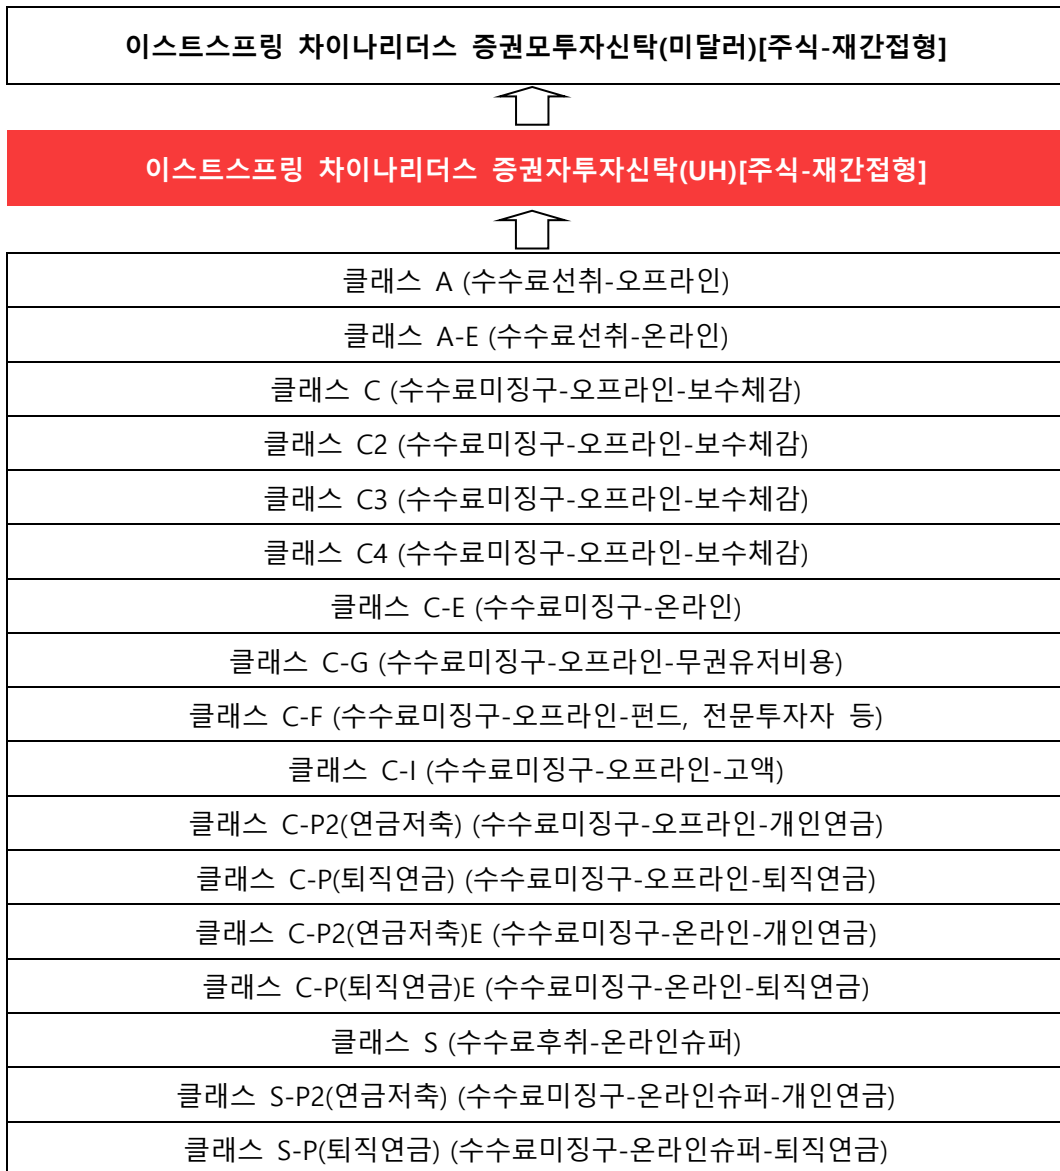 이스트스프링 차이나리더스 증권모투자신탁(미달러)[주식-재간접형]
이스트스프링 차이나리더스 증권자투자신탁(UH)[주식-재간접형]
클래스 A (수수료선취-오프라인)
클래스 A-E (수수료선취-온라인)
클래스 C (수수료미징구-오프라인-보수체감)
클래스 C2 (수수료미징구-오프라인-보수체감)
클래스 C3 (수수료미징구-오프라인-보수체감)
클래스 C4 (수수료미징구-오프라인-보수체감)
클래스 C-E (수수료미징구-온라인)
클래스 C-G (수수료미징구-오프라인-무권유저비용)
클래스 C-F (수수료미징구-오프라인-펀드, 전문투자자 등)
클래스 C-I (수수료미징구-오프라인-고액)
클래스 C-P2(연금저축) (수수료미징구-오프라인-개인연금)
클래스 C-P(퇴직연금) (수수료미징구-오프라인-퇴직연금)
클래스 C-P2(연금저축)E (수수료미징구-온라인-개인연금)
클래스 C-P(퇴직연금)E (수수료미징구-온라인-퇴직연금)
클래스 S (수수료후취-온라인슈퍼)
클래스 S-P2(연금저축) (수수료미징구-온라인슈퍼-개인연금)
클래스 S-P(퇴직연금) (수수료미징구-온라인슈퍼-퇴직연금)